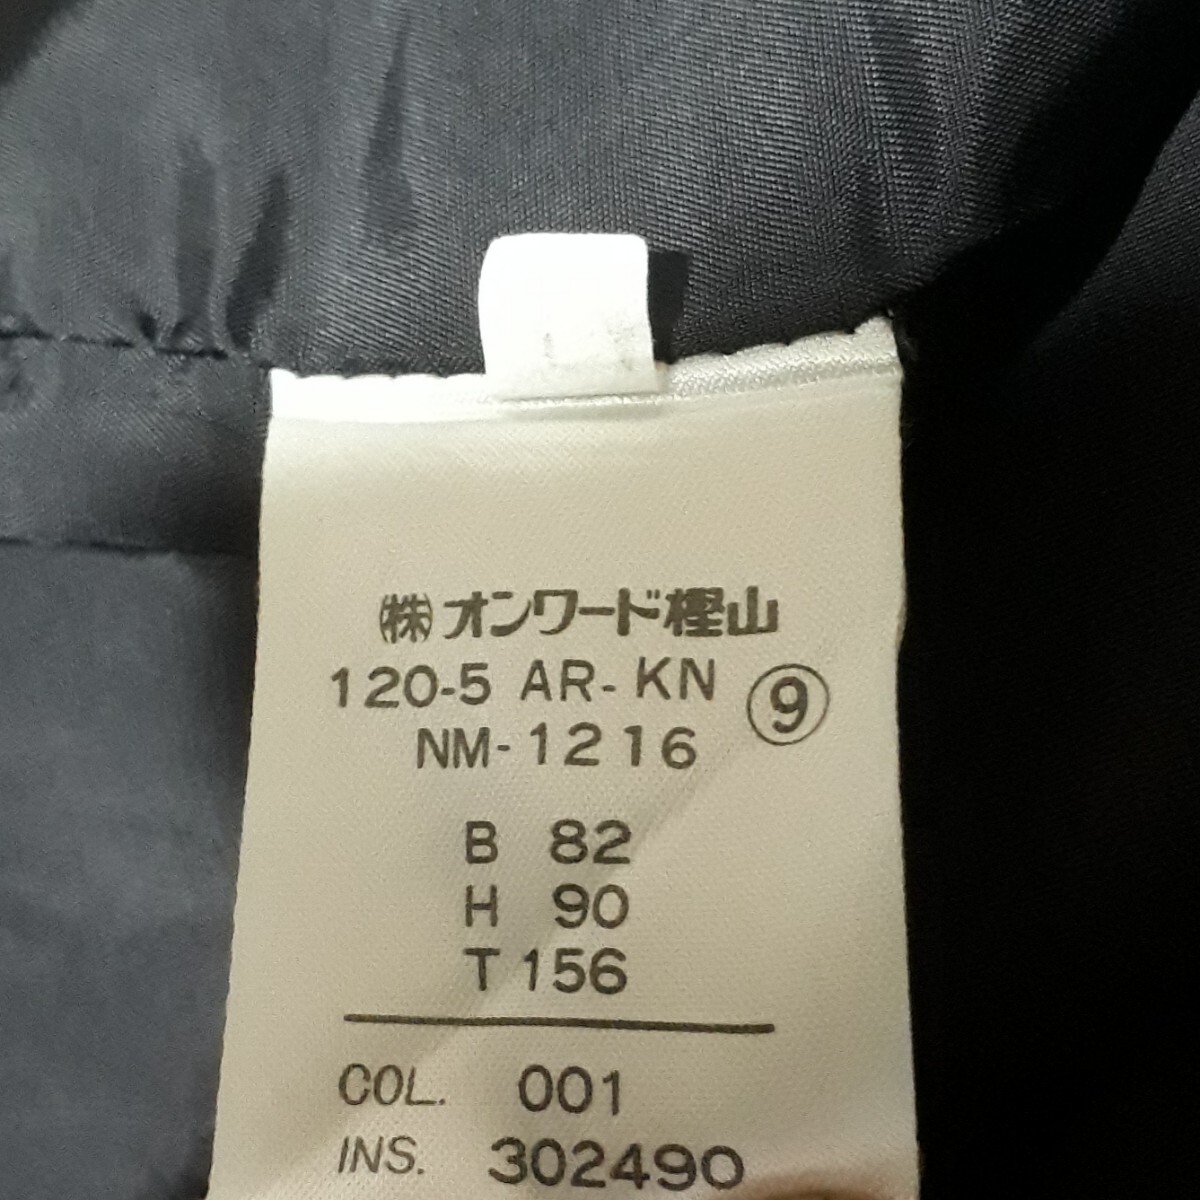 ㈱オンワード樫山
120-5 AR-KN ⑨
NM-1216
B 82
H 90
T 156
COL. 001
INS. 302490